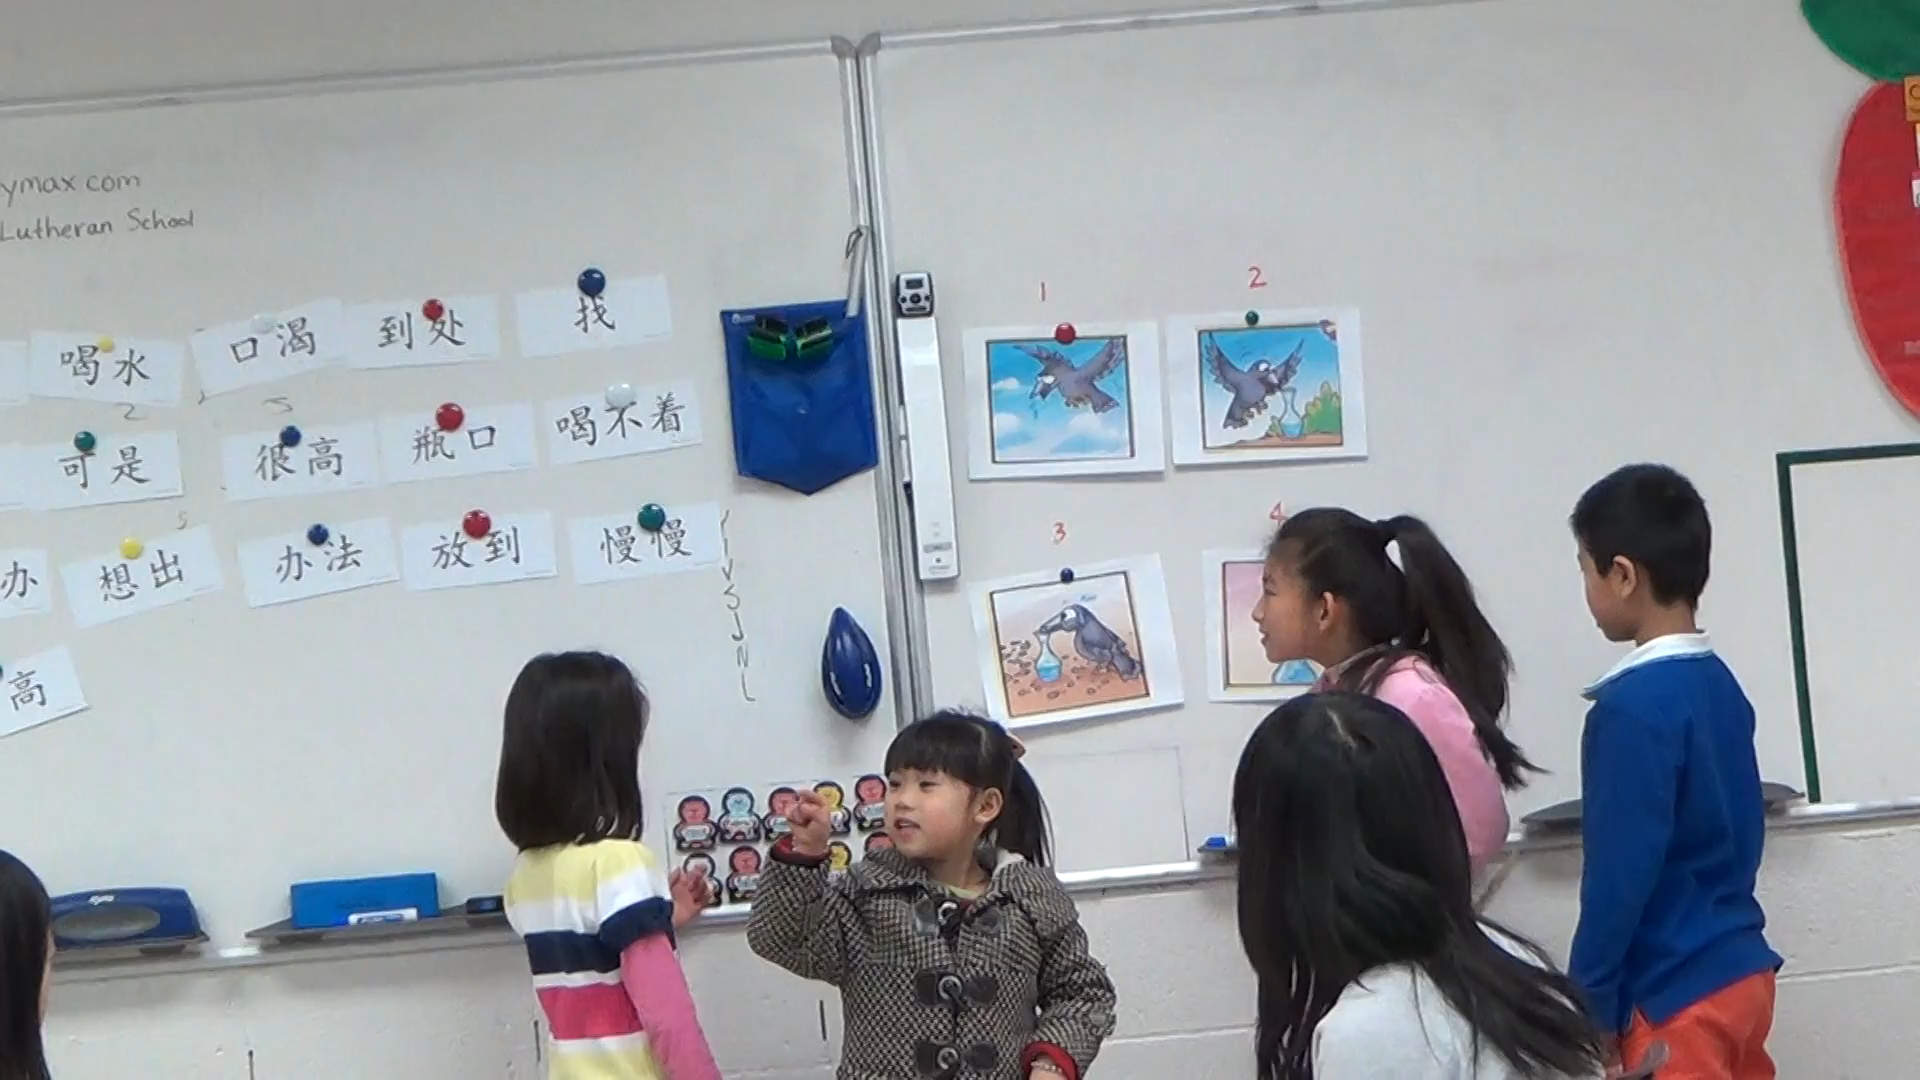 ymax.com
Lutheran School
喝水 口渴 到处 找
可是 很高 瓶口 喝不着
办 想出 办法 放到 慢慢
高
1 2
3 4